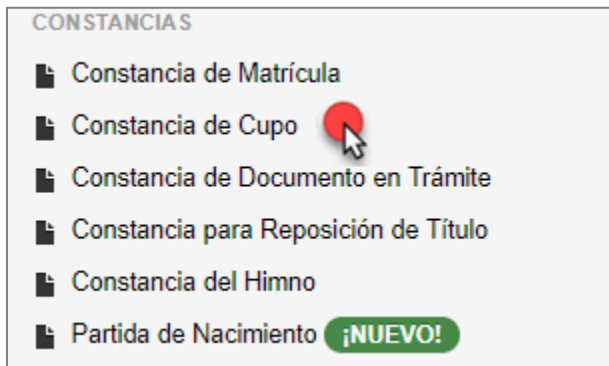 CONSTANCIAS
Constancia de Matrícula
Constancia de Cupo
Constancia de Documento en Trámite
Constancia para Reposición de Título
Constancia del Himno
Partida de Nacimiento ¡NUEVO!